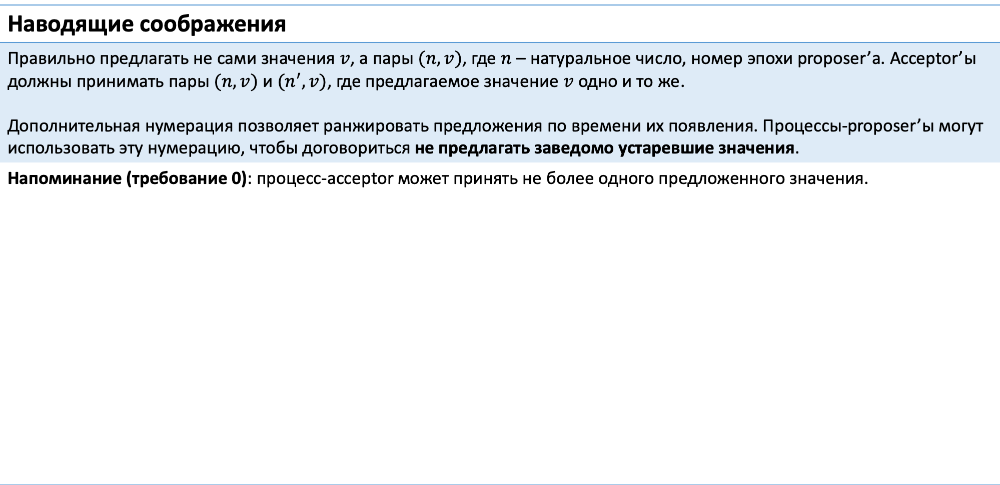 Наводящие соображения
Правильно предлагать не сами значения 𝑣, а пары (𝑛, 𝑣), где 𝑛 – натуральное число, номер эпохи proposer’а. Acceptor’ы
должны принимать пары (𝑛, 𝑣) и (𝑛′, 𝑣), где предлагаемое значение 𝑣 одно и то же.
Дополнительная нумерация позволяет ранжировать предложения по времени их появления. Процессы-proposer’ы могут
использовать эту нумерацию, чтобы договориться не предлагать заведомо устаревшие значения.
Напоминание (требование 0): процесс-acceptor может принять не более одного предложенного значения.